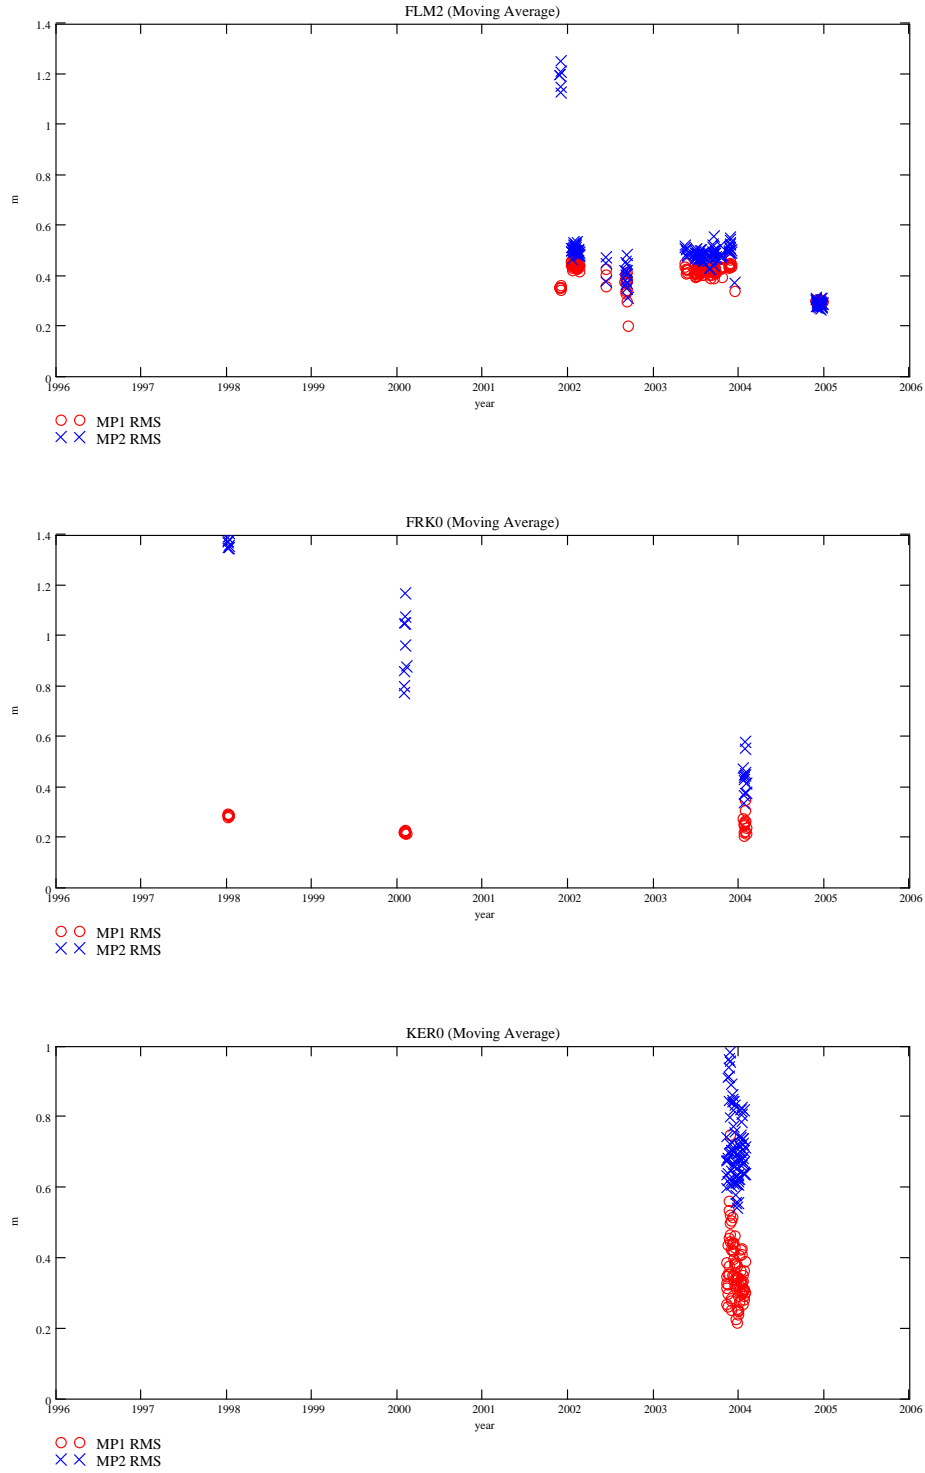 FLM2 (Moving Average)
1.4
1.2
1
0.8
m
0.6
0.4
0.2
0
1996 1997 1998 1999 2000 2001 2002 2003 2004 2005 2006
year
MP1 RMS
MP2 RMS
FRK0 (Moving Average)
1.4
1.2
1
0.8
m
0.6
0.4
0.2
0
1996 1997 1998 1999 2000 2001 2002 2003 2004 2005 2006
year
MP1 RMS
MP2 RMS
KER0 (Moving Average)
1
0.8
0.6
m
0.4
0.2
0
1996 1997 1998 1999 2000 2001 2002 2003 2004 2005 2006
year
MP1 RMS
MP2 RMS